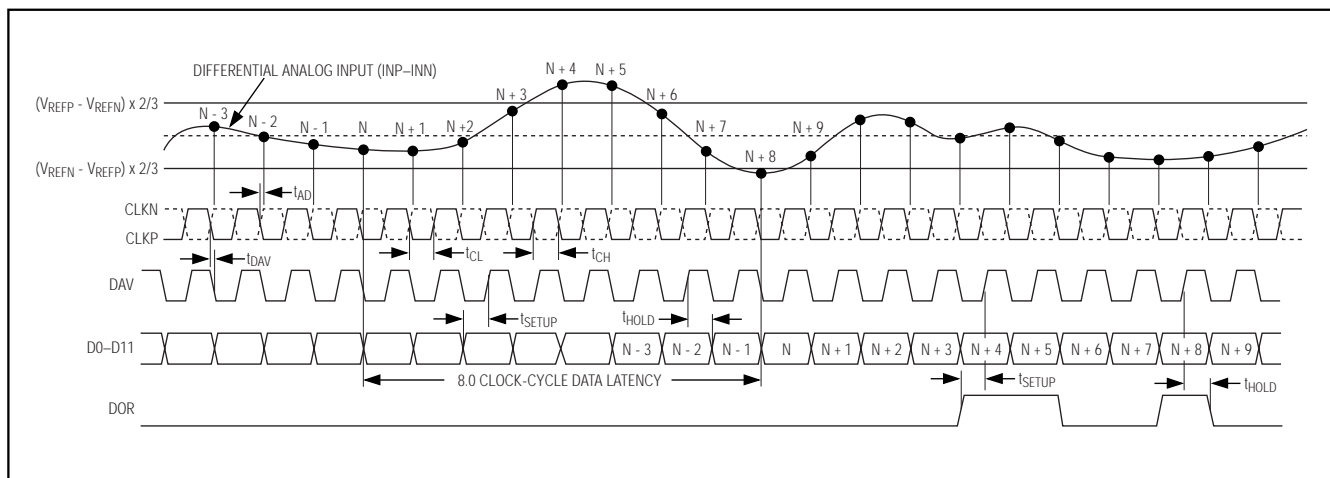 DIFFERENTIAL ANALOG INPUT (INP–INN)
(VREFP - VREFN) x 2/3
(VREFN - VREFP) x 2/3
N - 3
N - 2
N - 1
N
N + 1
N +2
N + 3
N + 4
N + 5
N + 6
N + 7
N + 8
N + 9
tAD
CLKN
CLKP
tDAV
tCL
tCH
DAV
tSETUP
tHOLD
D0–D11
N - 3
N - 2
N - 1
N
N + 1
N + 2
N + 3
N + 4
N + 5
N + 6
N + 7
N + 8
N + 9
8.0 CLOCK-CYCLE DATA LATENCY
tSETUP
tHOLD
DOR